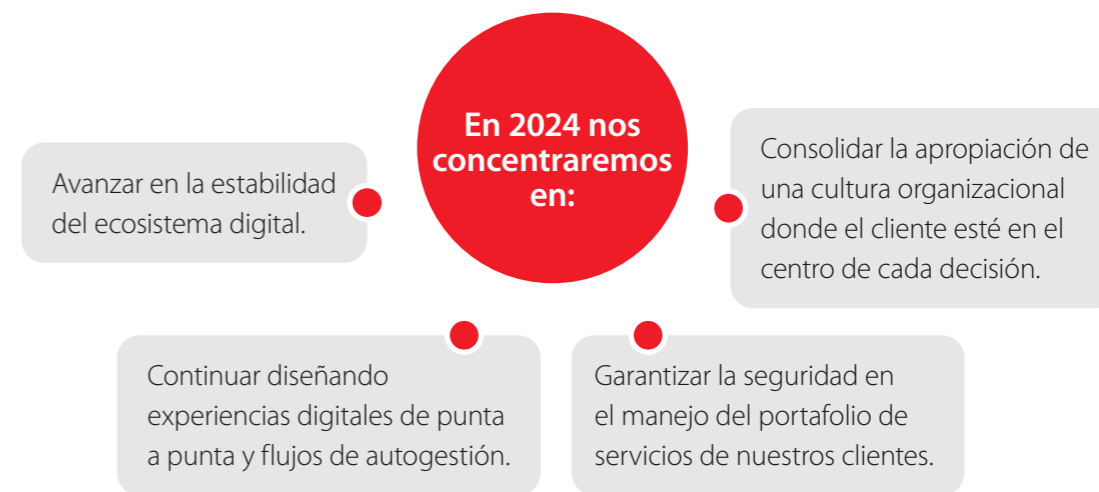 En 2024 nos
concentraremos
en:
Avanzar en la estabilidad
del ecosistema digital.
Continuar diseñando
experiencias digitales de punta
a punta y flujos de autogestión.
Garantizar la seguridad en
el manejo del portafolio de
servicios de nuestros clientes.
Consolidar la apropiación de
una cultura organizacional
donde el cliente esté en el
centro de cada decisión.